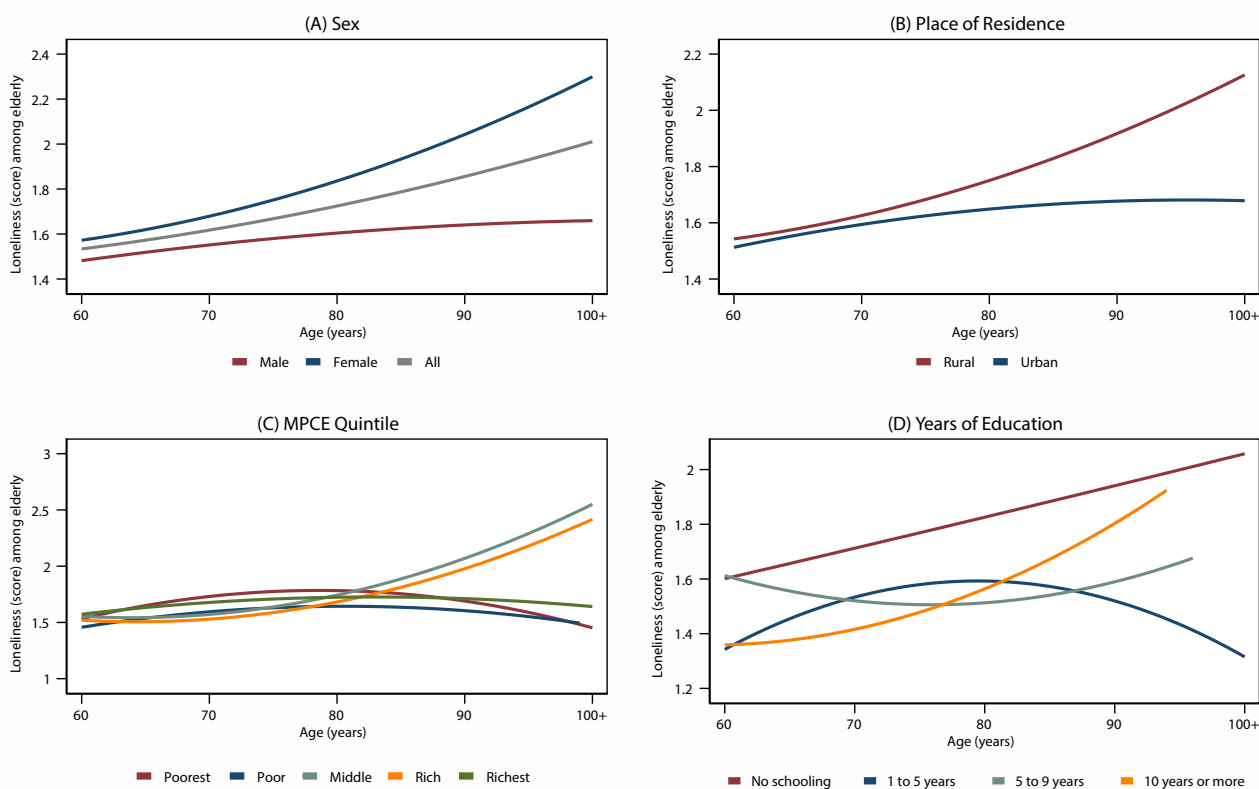 (A) Sex
Loneliness (score) among elderly
2.4
2.2
2
1.8
1.6
1.4
60 70 80 90 100+
Age (years)
Male Female All
(B) Place of Residence
Loneliness (score) among elderly
2.2
2
1.8
1.6
1.4
60 70 80 90 100+
Age (years)
Rural Urban
(C) MPCE Quintile
Loneliness (score) among elderly
3
2.5
2
1.5
1
60 70 80 90 100+
Age (years)
Poorest Poor Middle Rich Richest
(D) Years of Education
Loneliness (score) among elderly
2
1.8
1.6
1.4
1.2
60 70 80 90 100+
Age (years)
No schooling 1 to 5 years 5 to 9 years 10 years or more